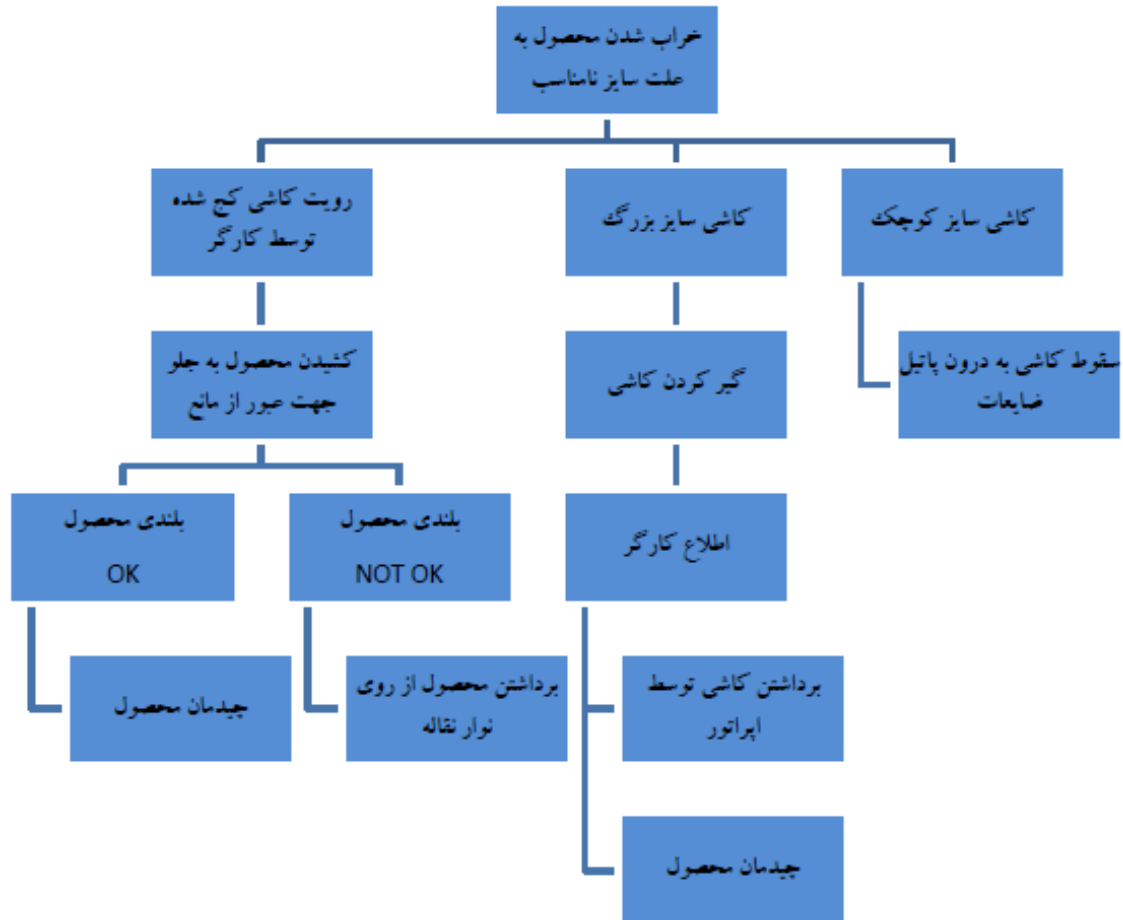 خراب شدن محصول به
علت سایز نامناسب
کاشی سایز کوچک
کاشی سایز بزرگ
رویت کاشی کج شده
توسط کارگر
سقوط کاشی به درون پاتیل
ضایعات
گیر کردن کاشی
کشیدن محصول به جلو
جهت عبور از مانع
اطلاع کارگر
بلندی محصول
NOT OK
بلندی محصول
OK
برداشتن کاشی توسط
اپراتور
برداشتن محصول از روی
نوار نقاله
چیدمان محصول
چیدمان محصول